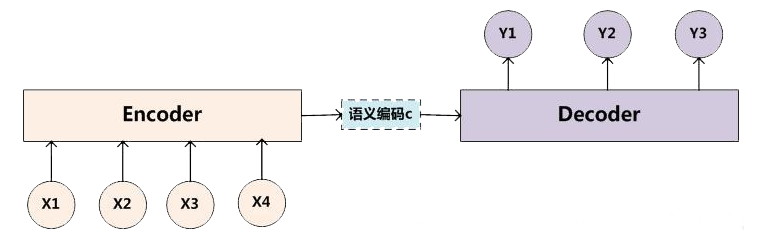 Y1 Y2 Y3
Encoder 语义编码c Decoder
X1 X2 X3 X4